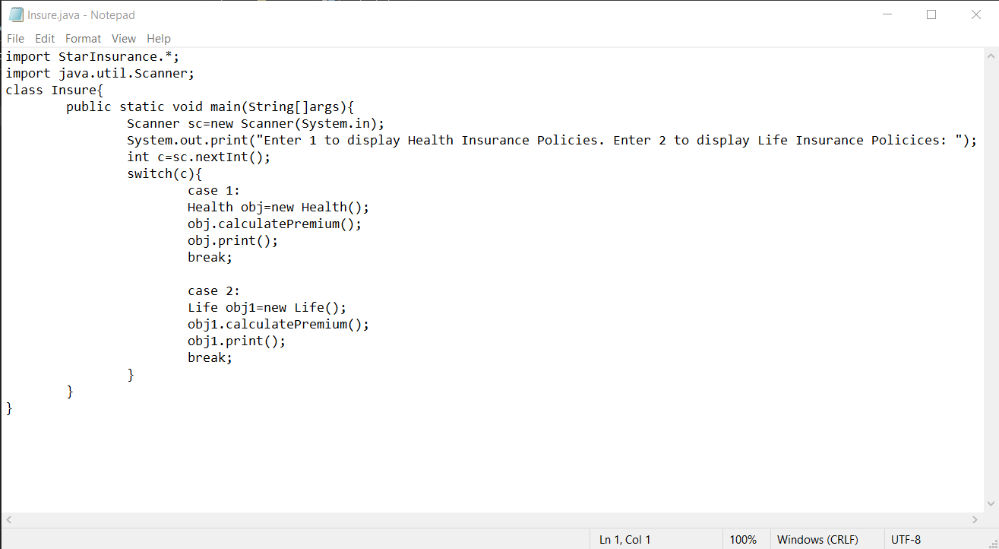 Insure.java - Notepad
File Edit Format View Help
import StarInsurance.*;
import java.util.Scanner;
class Insure{
        public static void main(String[]args){
                Scanner sc=new Scanner(System.in);
                System.out.print("Enter 1 to display Health Insurance Policies. Enter 2 to display Life Insurance Policices: ");
                int c=sc.nextInt();
                switch(c){
                        case 1:
                        Health obj=new Health();
                        obj.calculatePremium();
                        obj.print();
                        break;

                        case 2:
                        Life obj1=new Life();
                        obj1.calculatePremium();
                        obj1.print();
                        break;
                }
        }
}
Ln 1, Col 1 100% Windows (CRLF) UTF-8